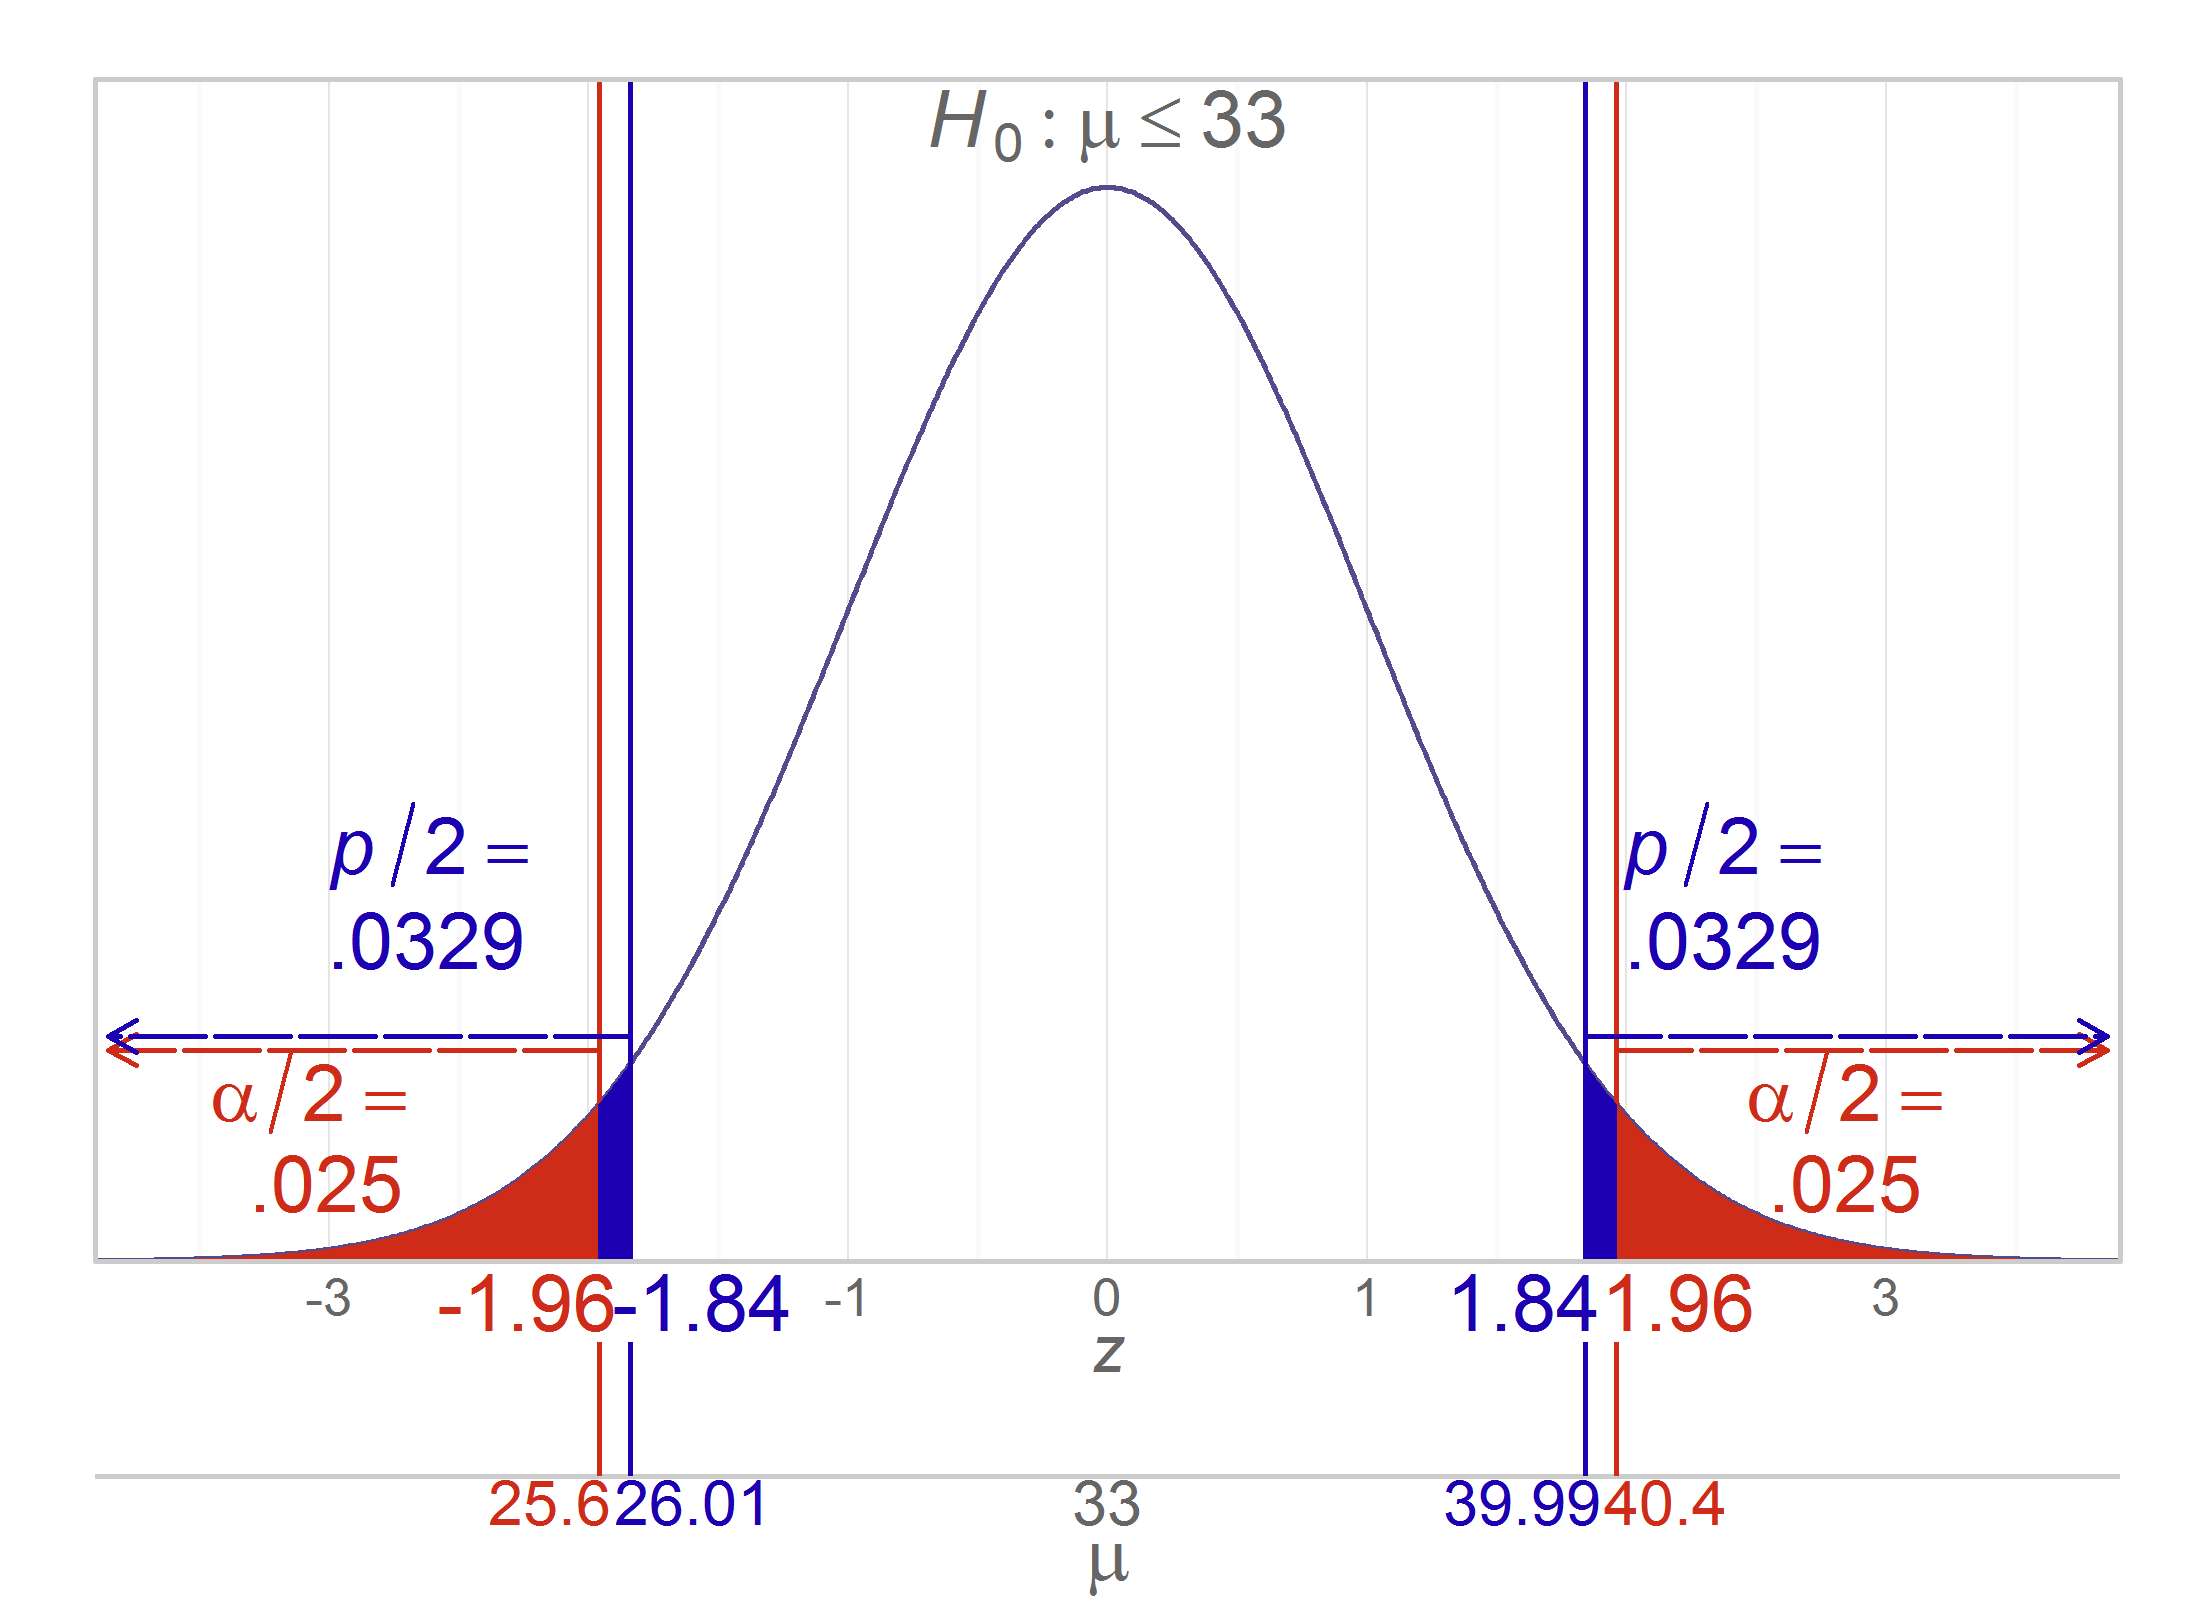 H₀ : μ ≤ 33
p/2 =
.0329
p/2 =
.0329
α/2 =
.025
α/2 =
.025
-3 -1.96 -1.84 -1 0 1 1.84 1.96 3
z
25.6 26.01 33 39.99 40.4
μ